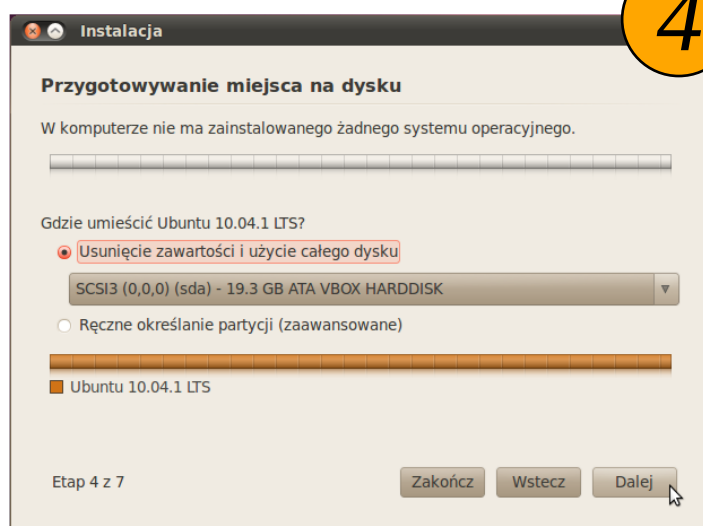 4
Instalacja
Przygotowywanie miejsca na dysku
W komputerze nie ma zainstalowanego żadnego systemu operacyjnego.
Gdzie umieścić Ubuntu 10.04.1 LTS?
Usunięcie zawartości i użycie całego dysku
SCSI3 (0,0,0) (sda) - 19.3 GB ATA VBOX HARDDISK
Ręczne określanie partycji (zaawansowane)
Ubuntu 10.04.1 LTS
Etap 4 z 7 Zakończ Wstecz Dalej